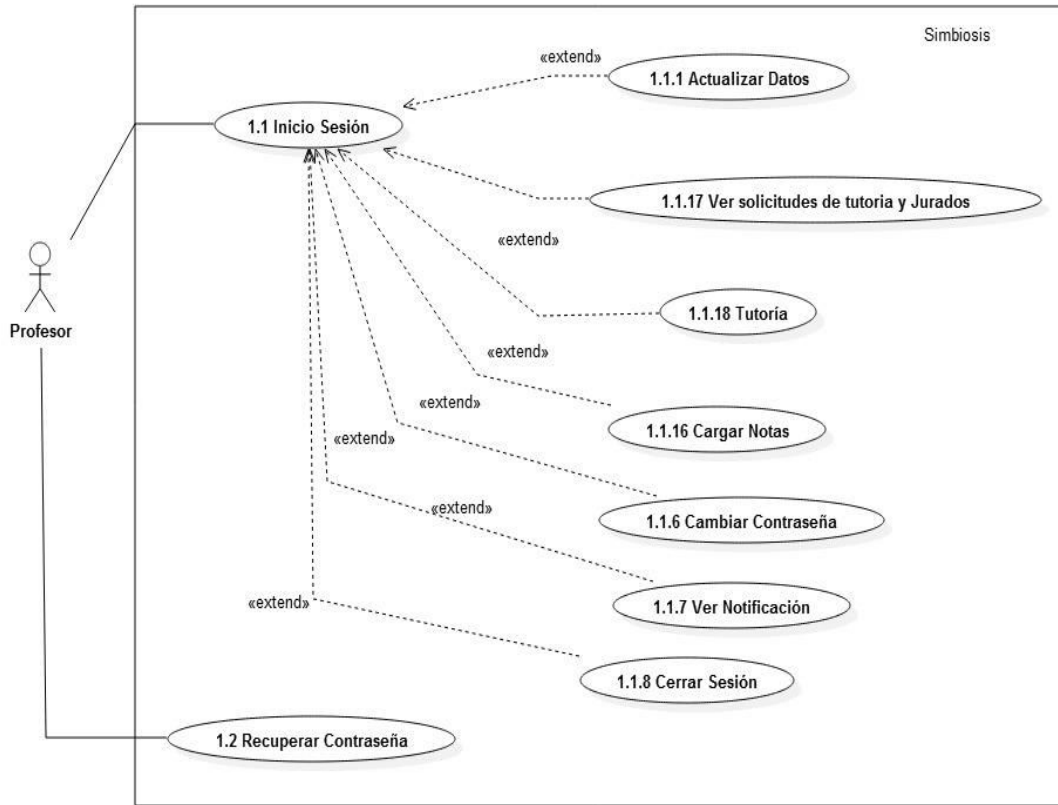 Simbiosis
«extend»
1.1.1 Actualizar Datos
1.1 Inicio Sesión
1.1.17 Ver solicitudes de tutoria y Jurados
«extend»
1.1.18 Tutoría
Profesor
«extend»
«extend»
1.1.16 Cargar Notas
«extend»
«extend»
1.1.6 Cambiar Contraseña
«extend»
1.1.7 Ver Notificación
1.1.8 Cerrar Sesión
1.2 Recuperar Contraseña